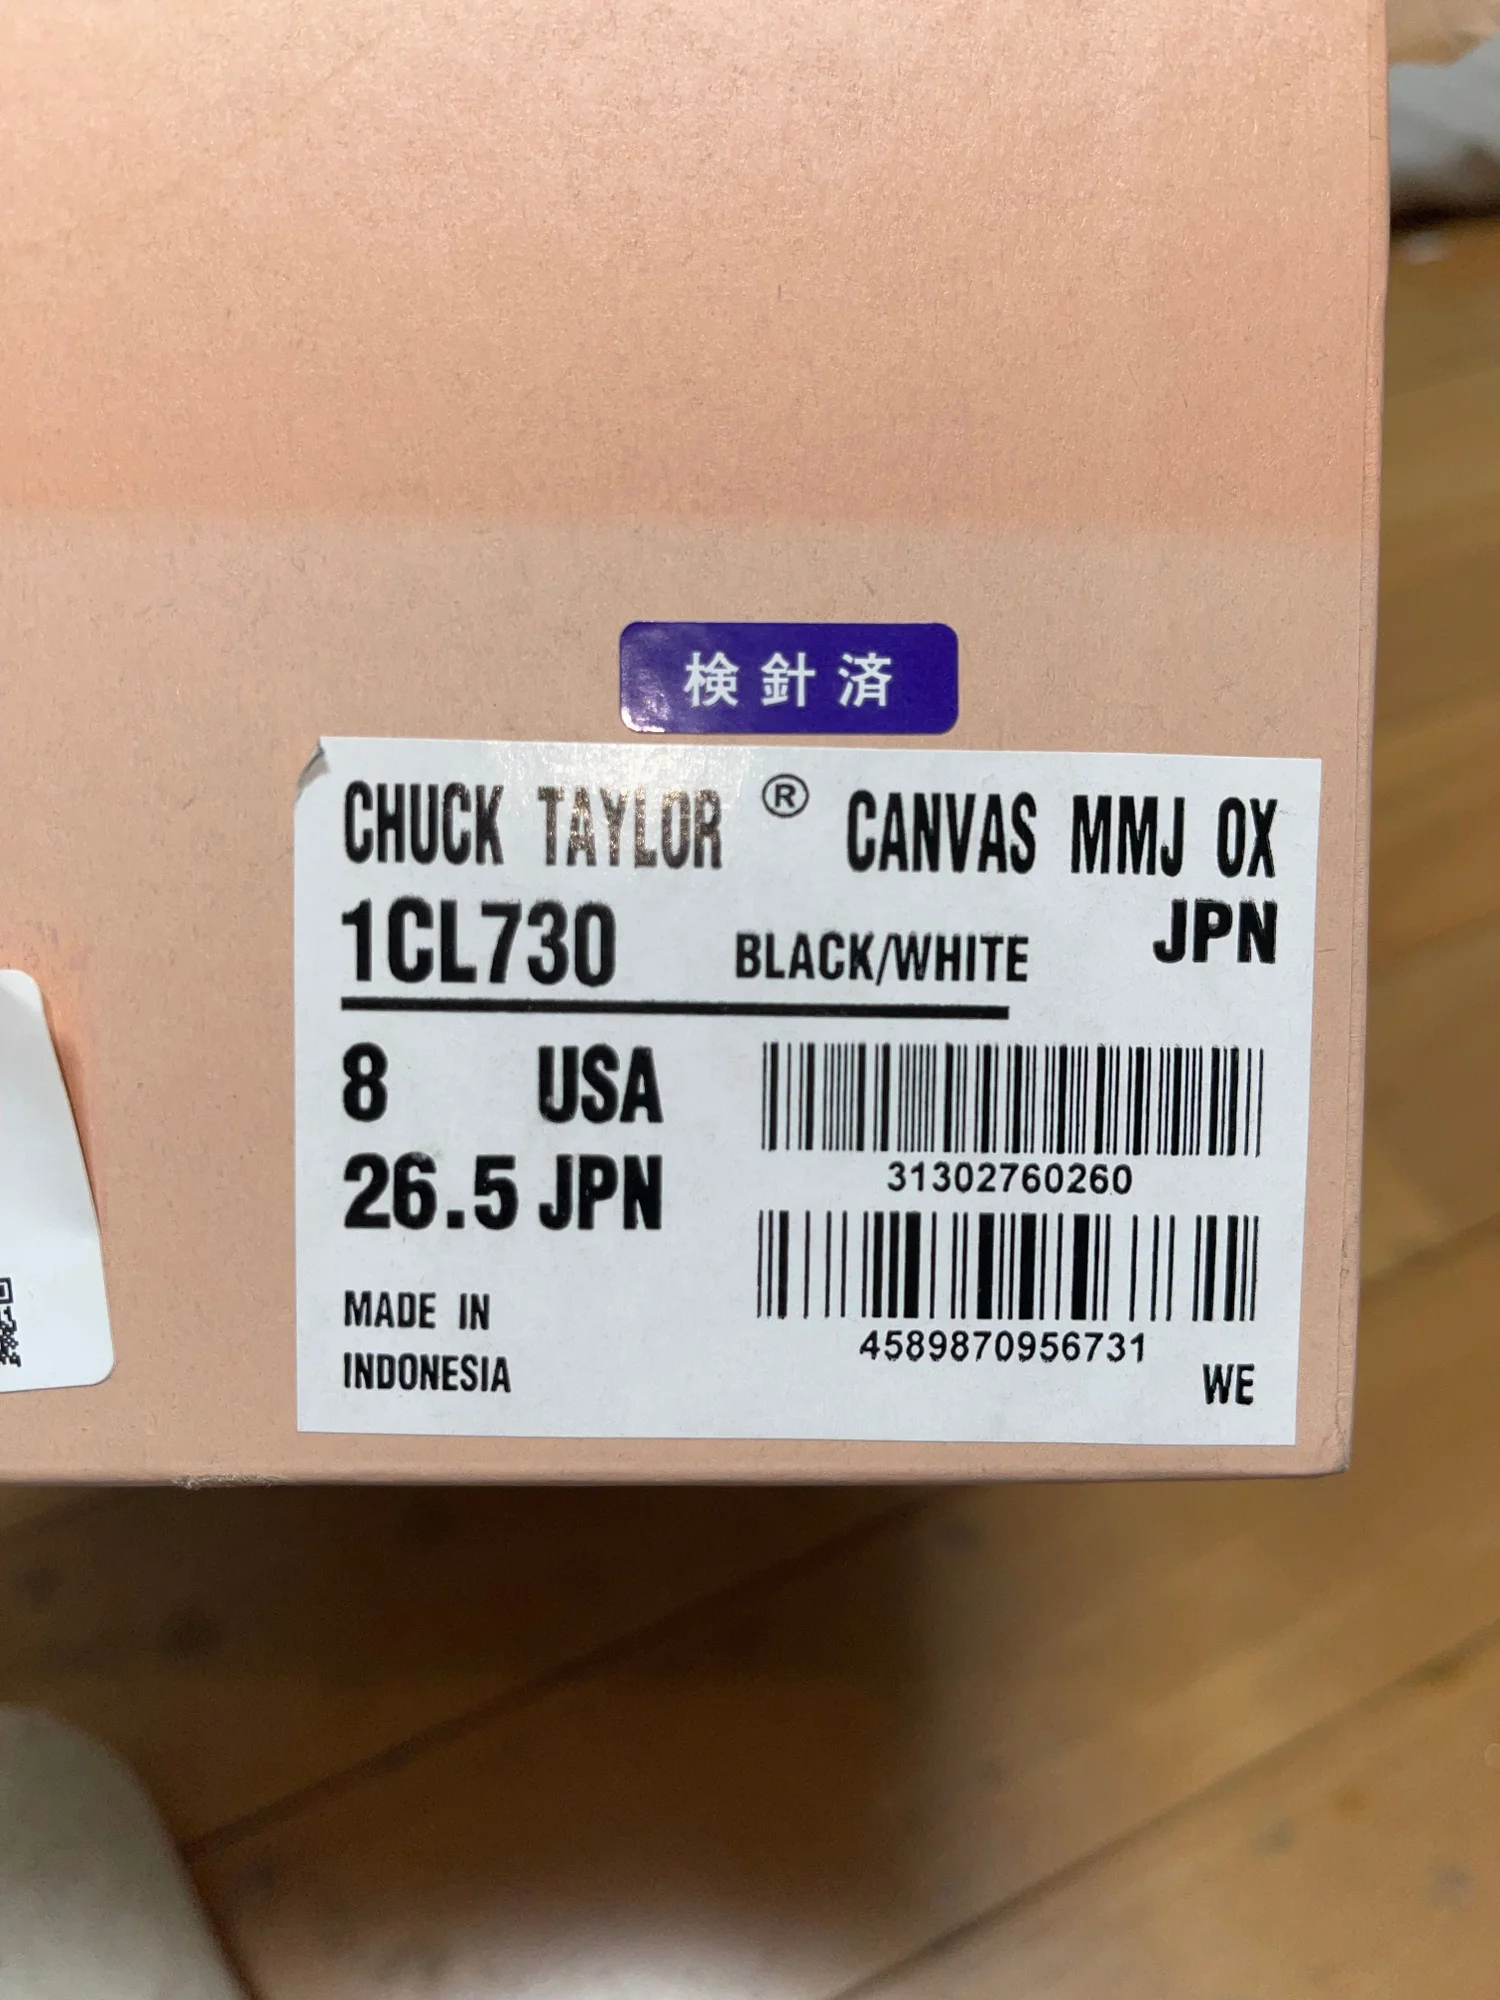 検針済
CHUCK TAYLOR ® CANVAS MMJ OX
1CL730 BLACK/WHITE JPN
8 USA
26.5 JPN
31302760260
4589870956731
MADE IN
INDONESIA
WE